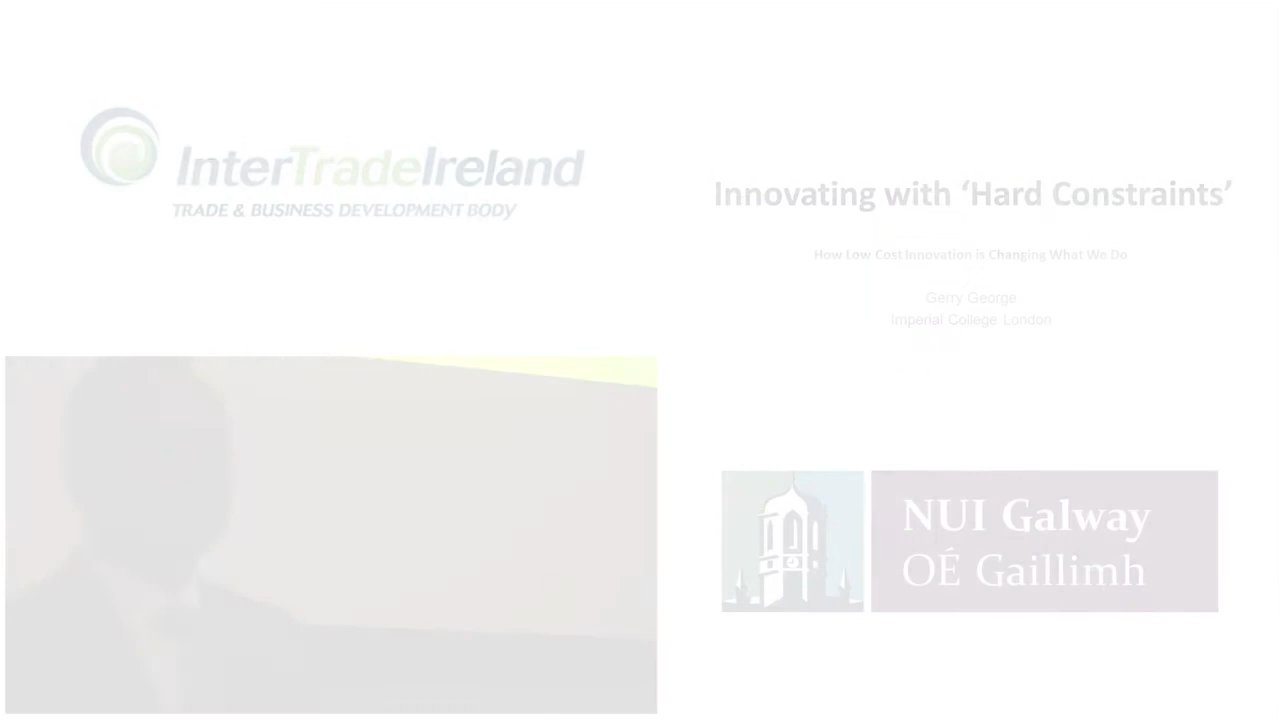 InterTradeIreland
TRADE & BUSINESS DEVELOPMENT BODY
Innovating with ‘Hard Constraints’
How Low Cost Innovation is Changing What We Do
Gerry George
Imperial College London
NUI Galway
OÉ Gaillimh